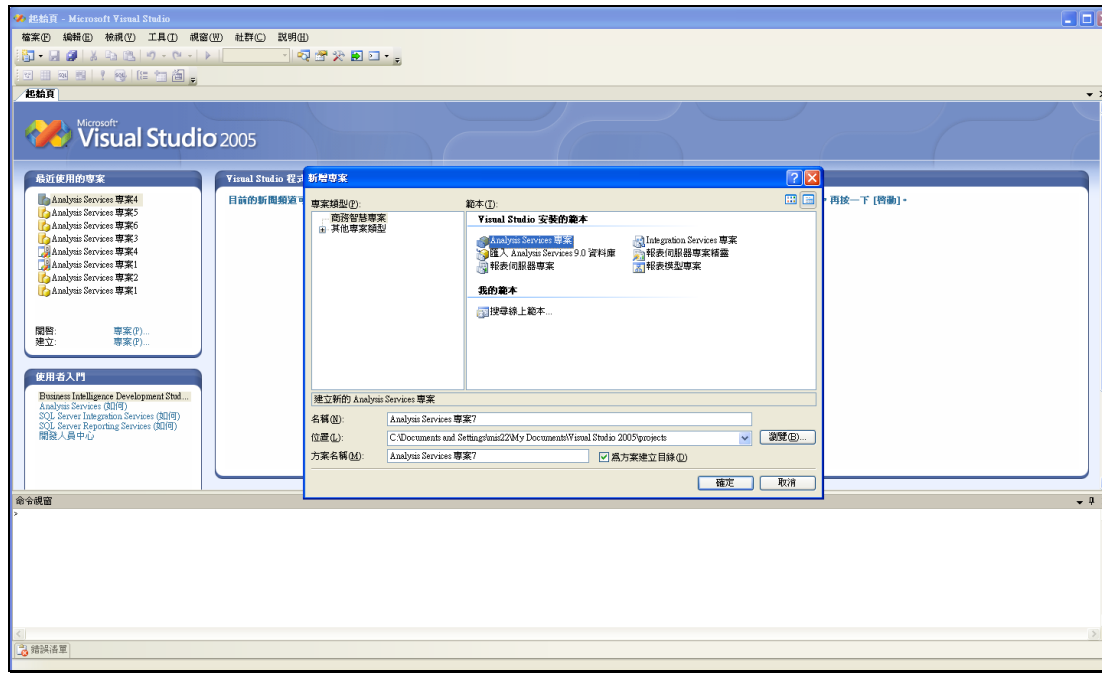 起始頁 - Microsoft Visual Studio
檔案(F) 編輯(E) 檢視(V) 工具(T) 視窗(W) 社群(C) 說明(H)
起始頁
Microsoft
Visual Studio 2005
最近使用的專案
Analysis Services 專案4
Analysis Services 專案5
Analysis Services 專案6
Analysis Services 專案3
Analysis Services 專案4
Analysis Services 專案1
Analysis Services 專案2
Analysis Services 專案1
開啟: 專案(P)...
建立: 專案(P)...
使用者入門
Business Intelligence Development Stud...
Analysis Services (如何)
SQL Server Integration Services (如何)
SQL Server Reporting Services (如何)
開發人員中心
Visual Studio 程式
目前的新聞頻道可
，再按一下 [啟動]。
新增專案
專案類型(P):
商務智慧專案
其他專案類型
範本(T):
Visual Studio 安裝的範本
Analysis Services 專案
匯入 Analysis Services 9.0 資料庫
報表伺服器專案
Integration Services 專案
報表伺服器專案精靈
報表模型專案
我的範本
搜尋線上範本...
建立新的 Analysis Services 專案
名稱(N): Analysis Services 專案7
位置(L): C:\Documents and Settings\mis22\My Documents\Visual Studio 2005\projects 瀏覽(B)...
方案名稱(M): Analysis Services 專案7 為方案建立目錄(D)
確定 取消
命令視窗
>
錯誤清單